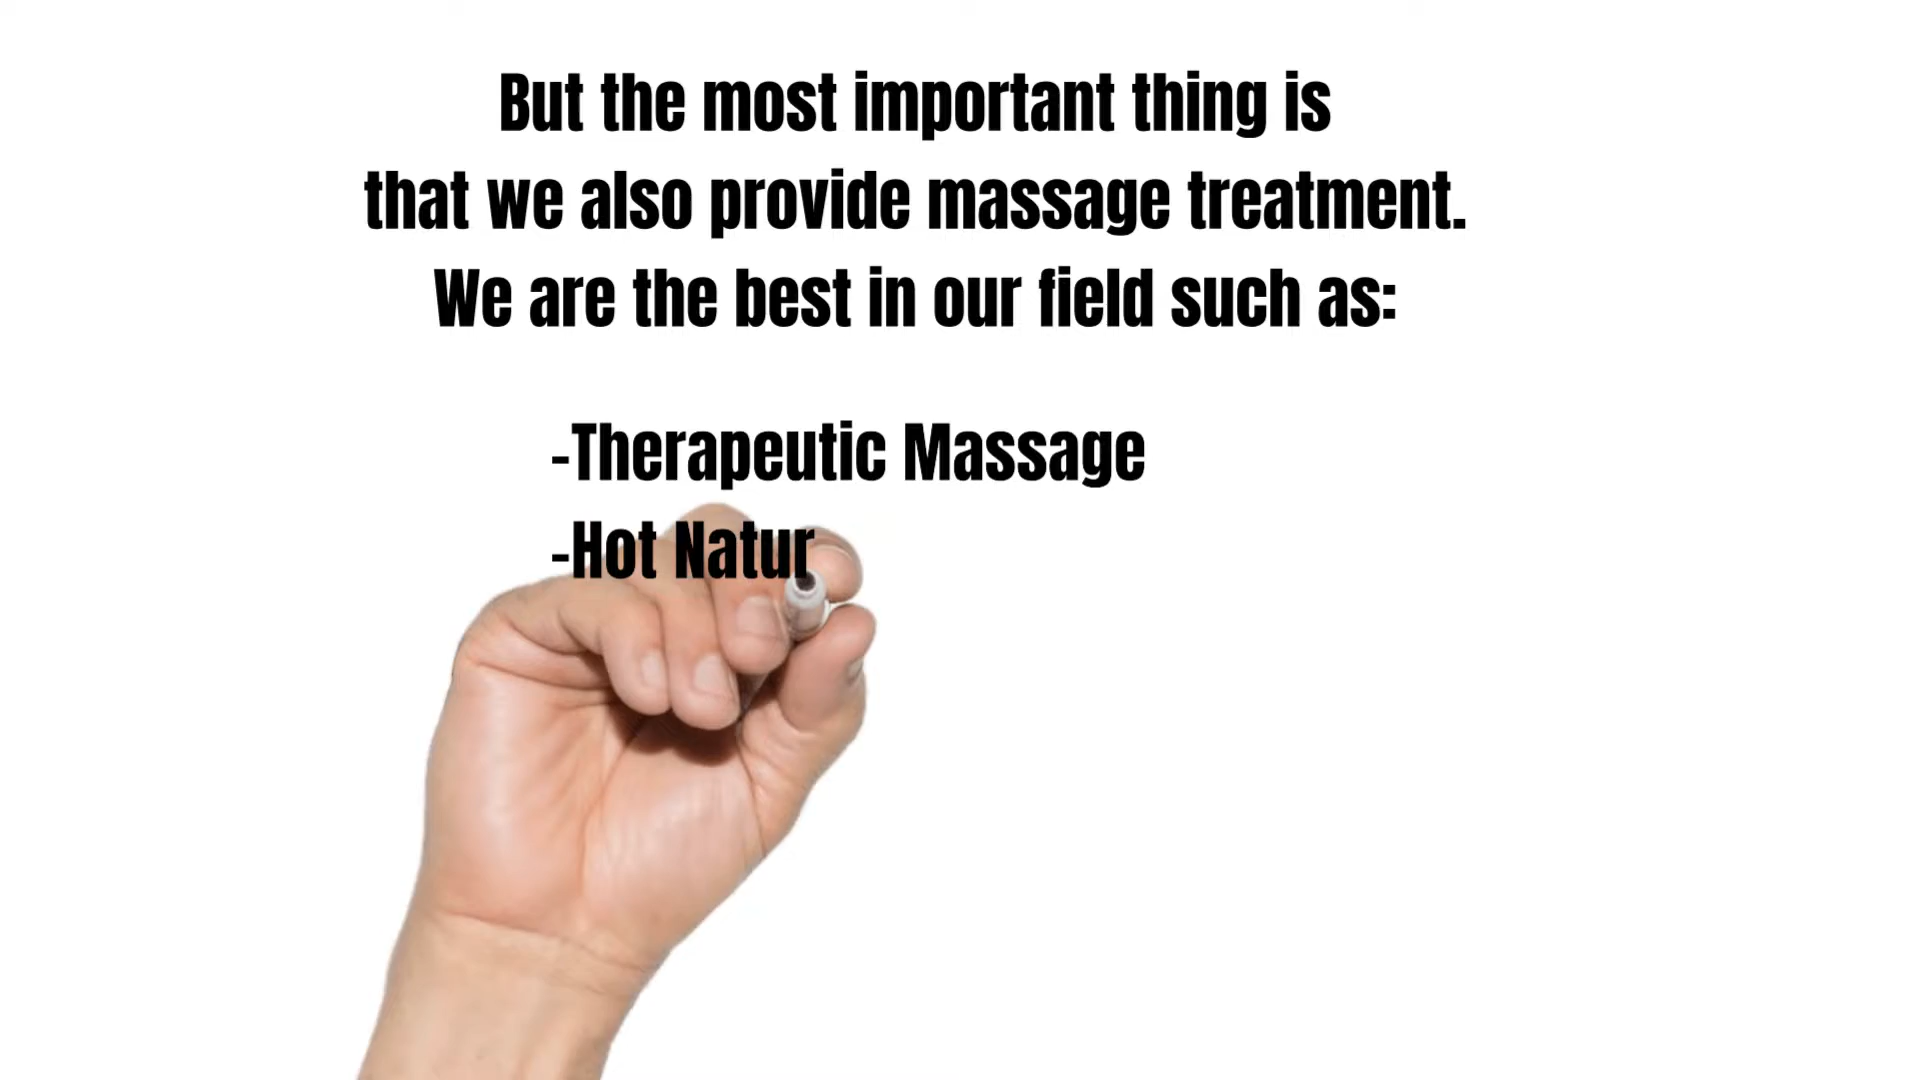 But the most important thing is
that we also provide massage treatment.
We are the best in our field such as:
-Therapeutic Massage
-Hot Natur